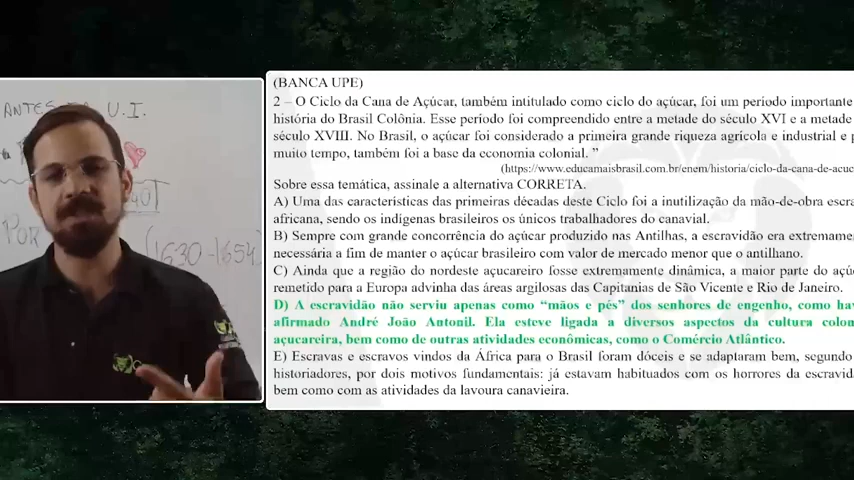 ANTES DA U.I.
POR
(1630-1654)
(BANCA UPE)
2 – O Ciclo da Cana de Açúcar, também intitulado como ciclo do açúcar, foi um período importante
história do Brasil Colônia. Esse período foi compreendido entre a metade do século XVI e a metade
século XVIII. No Brasil, o açúcar foi considerado a primeira grande riqueza agrícola e industrial e p
muito tempo, também foi a base da economia colonial. ”
(https://www.educamaisbrasil.com.br/enem/historia/ciclo-da-cana-de-acuc
Sobre essa temática, assinale a alternativa CORRETA.
A) Uma das caracteristicas das primeiras décadas deste Ciclo foi a inutilização da mão-de-obra escra
africana, sendo os indígenas brasileiros os únicos trabalhadores do canavial.
B) Sempre com grande concorrência do açúcar produzido nas Antilhas, a escravidão era extremame
necessária a fim de manter o açúcar brasileiro com valor de mercado menor que o antilhano.
C) Ainda que a região do nordeste açucareiro fosse extremamente dinâmica, a maior parte do açú
remetido para a Europa advinha das áreas argilosas das Capitanias de São Vicente e Rio de Janeiro.
D) A escravidão não serviu apenas como “mãos e pés” dos senhores de engenho, como hav
afirmado André João Antonil. Ela esteve ligada a diversos aspectos da cultura colon
açucareira, bem como de outras atividades econômicas, como o Comércio Atlântico.
E) Escravas e escravos vindos da África para o Brasil foram dóceis e se adaptaram bem, segundo
historiadores, por dois motivos fundamentais: já estavam habituados com os horrores da escravid
bem como com as atividades da lavoura canavieira.